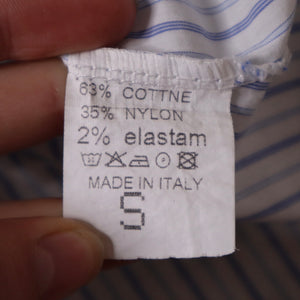 63% COTTNE
35% NYLON
2% elastam
MADE IN ITALY
S